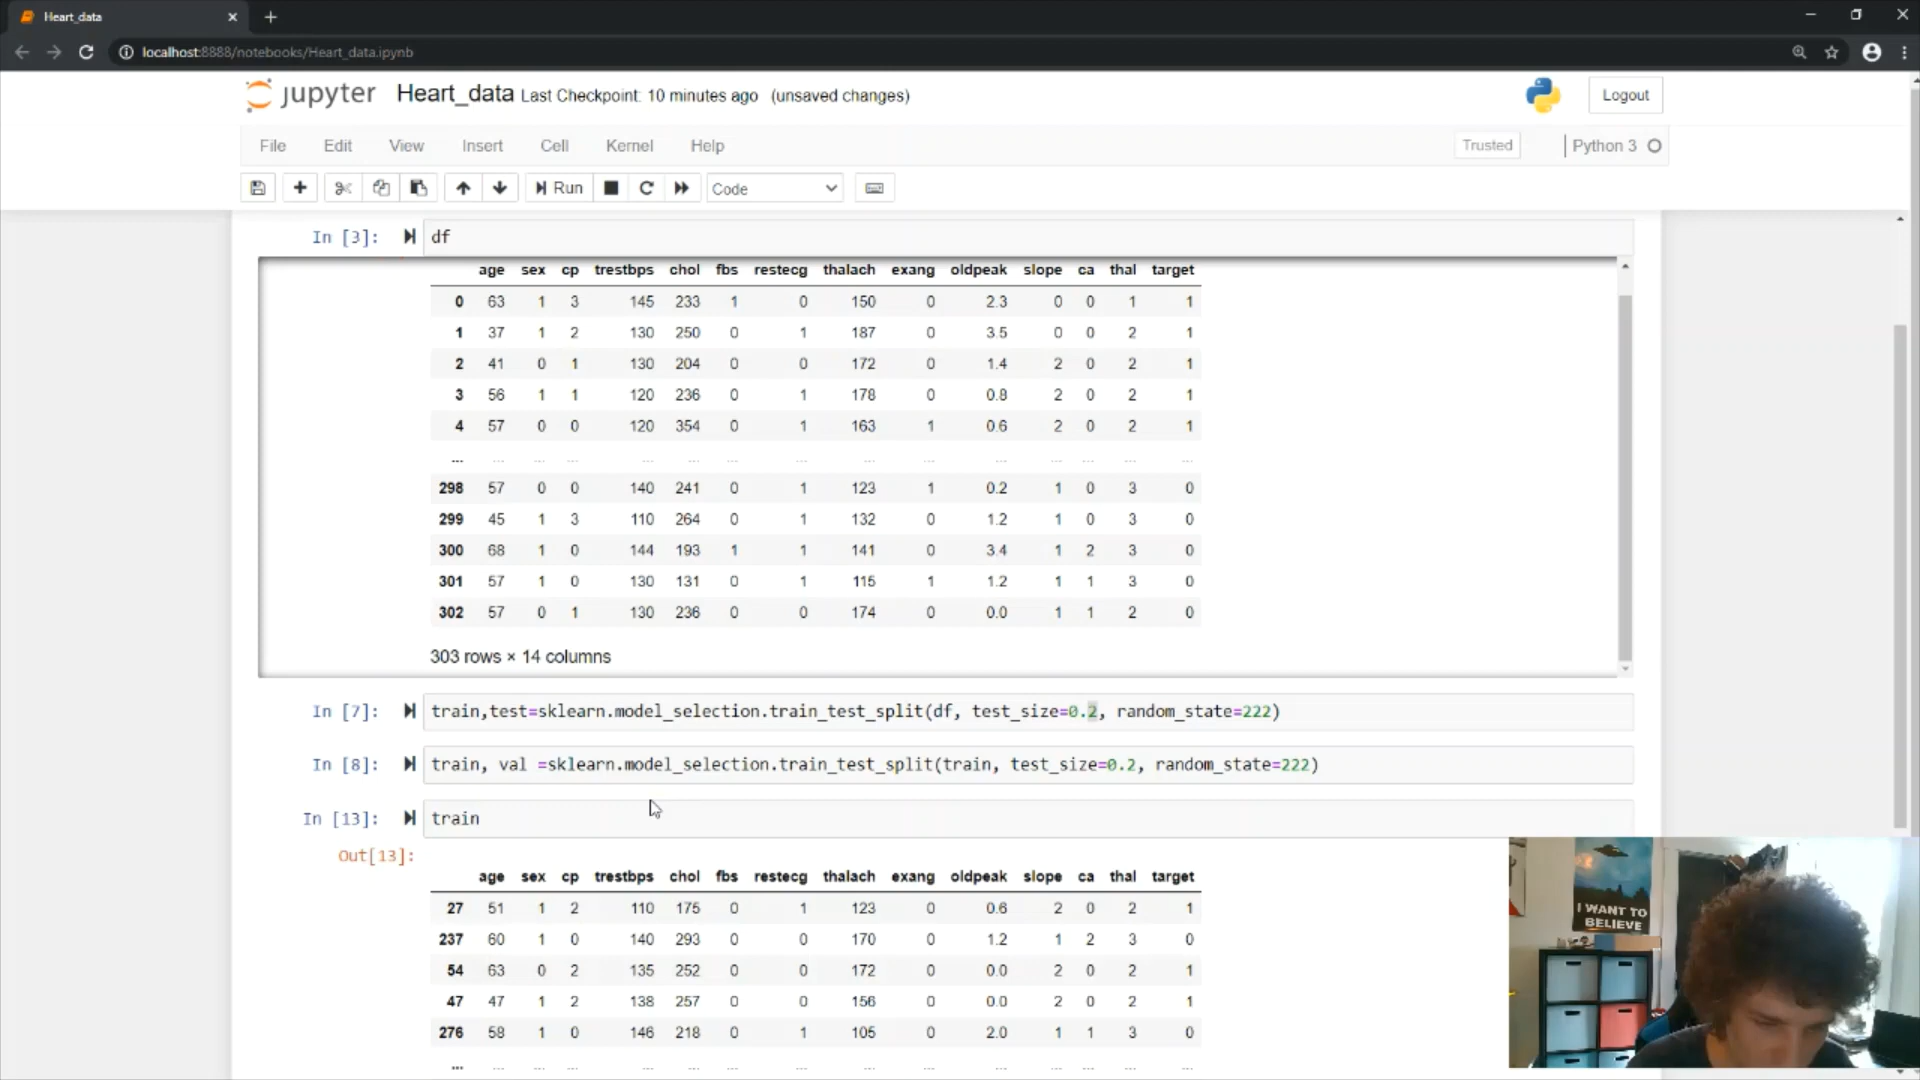 Heart_data
localhost:8888/notebooks/Heart_data.ipynb
jupyter Heart_data Last Checkpoint: 10 minutes ago (unsaved changes)
Logout
File Edit View Insert Cell Kernel Help
Trusted
Python 3
Run
Code
In [3]: df
age sex cp trestbps chol fbs restecg thalach exang oldpeak slope ca thal target
0 63 1 3 145 233 1 0 150 0 2.3 0 0 1 1
1 37 1 2 130 250 0 1 187 0 3.5 0 0 2 1
2 41 0 1 130 204 0 0 172 0 1.4 2 0 2 1
3 56 1 1 120 236 0 1 178 0 0.8 2 0 2 1
4 57 0 0 120 354 0 1 163 1 0.6 2 0 2 1
... ... ... ... ... ... ... ... ... ... ... ... ... ... ...
298 57 0 0 140 241 0 1 123 1 0.2 1 0 3 0
299 45 1 3 110 264 0 1 132 0 1.2 1 0 3 0
300 68 1 0 144 193 1 1 141 0 3.4 1 2 3 0
301 57 1 0 130 131 0 1 115 1 1.2 1 1 3 0
302 57 0 1 130 236 0 0 174 0 0.0 1 1 2 0
303 rows × 14 columns
In [7]: train,test=sklearn.model_selection.train_test_split(df, test_size=0.2, random_state=222)
In [8]: train, val =sklearn.model_selection.train_test_split(train, test_size=0.2, random_state=222)
In [13]: train
Out[13]:
age sex cp trestbps chol fbs restecg thalach exang oldpeak slope ca thal target
27 51 1 2 110 175 0 1 123 0 0.6 2 0 2 1
237 60 1 0 140 293 0 0 170 0 1.2 1 2 3 0
54 63 0 2 135 252 0 0 172 0 0.0 2 0 2 1
47 47 1 2 138 257 0 0 156 0 0.0 2 0 2 1
276 58 1 0 146 218 0 1 105 0 2.0 1 1 3 0
... ... ... ... ... ... ... ... ... ... ... ... ... ... ...
I WANT TO
BELIEVE